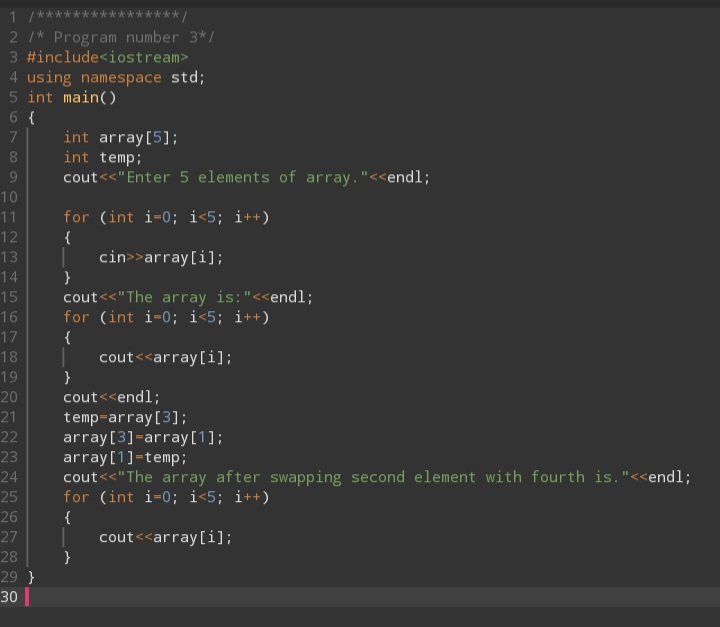 1 /****************/
2 /* Program number 3*/
3 #include<iostream>
4 using namespace std;
5 int main()
6 {
7 int array[5];
8 int temp;
9 cout<<"Enter 5 elements of array."<<endl;
10
11 for (int i=0; i<5; i++)
12 {
13 cin>>array[i];
14 }
15 cout<<"The array is:"<<endl;
16 for (int i=0; i<5; i++)
17 {
18 cout<<array[i];
19 }
20 cout<<endl;
21 temp=array[3];
22 array[3]=array[1];
23 array[1]=temp;
24 cout<<"The array after swapping second element with fourth is."<<endl;
25 for (int i=0; i<5; i++)
26 {
27 cout<<array[i];
28 }
29 }
30